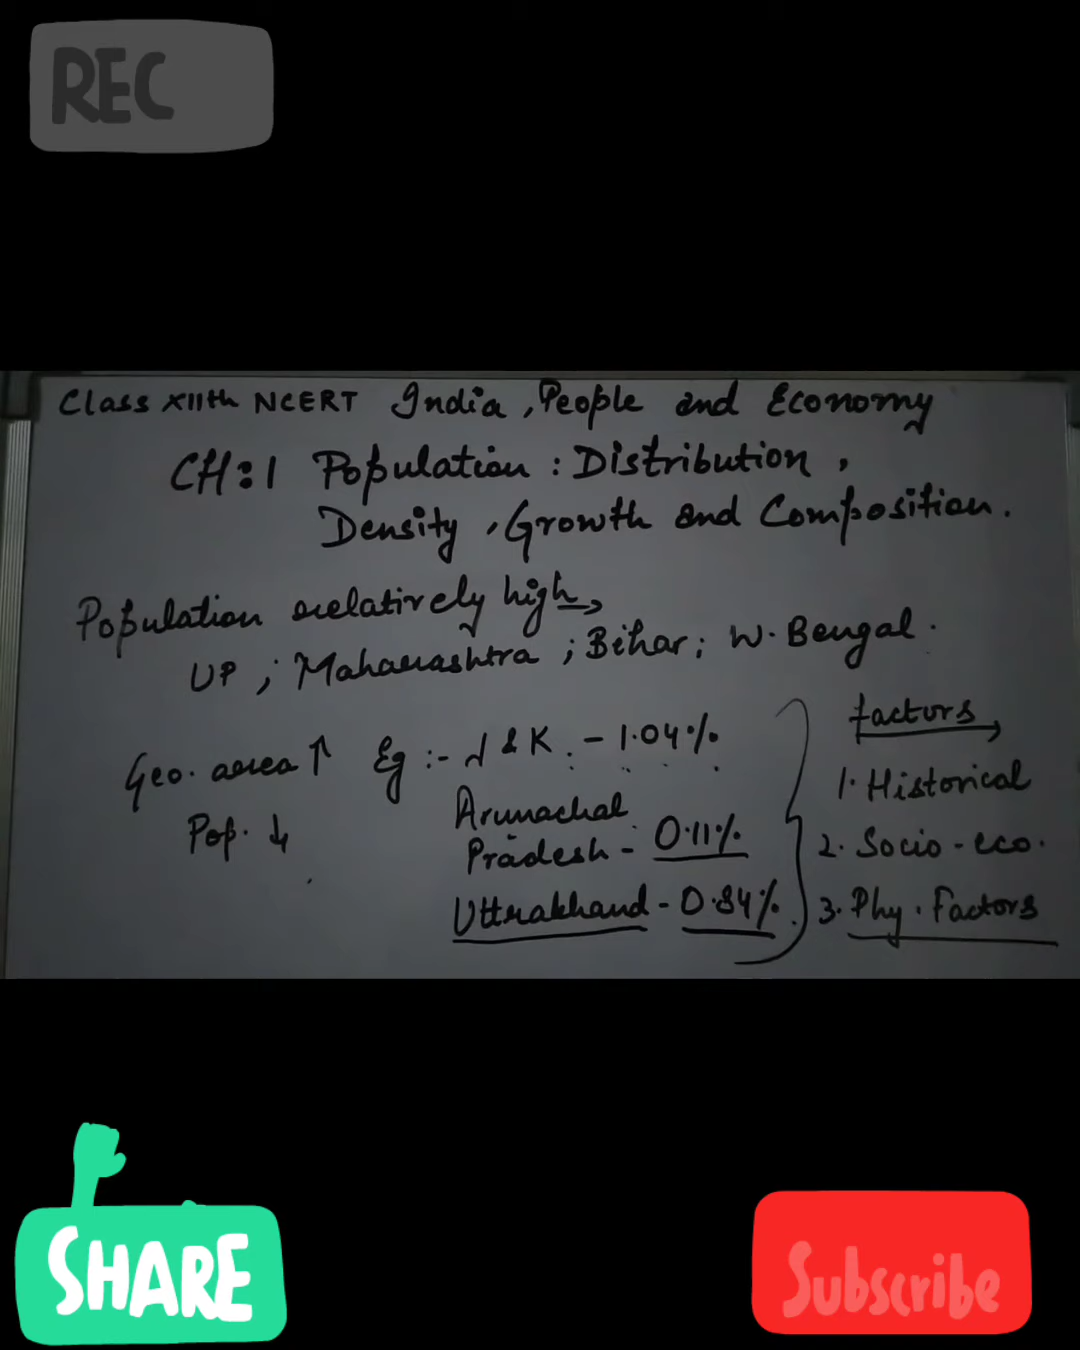 REC
Class XIIth NCERT India, People and Economy
CH:1 Population : Distribution,
Density, Growth and Composition.
Population relatively high→
UP ; Maharashtra ; Bihar ; W. Bengal.
Geo. area ↑ Eg :- J & K. - 1.04%
Pop. ↓
Arunachal
Pradesh - 0.11%
Uttrakhand - 0.84%.
factors
1. Historical
2. Socio - eco.
3. Phy. Factors
SHARE
Subscribe